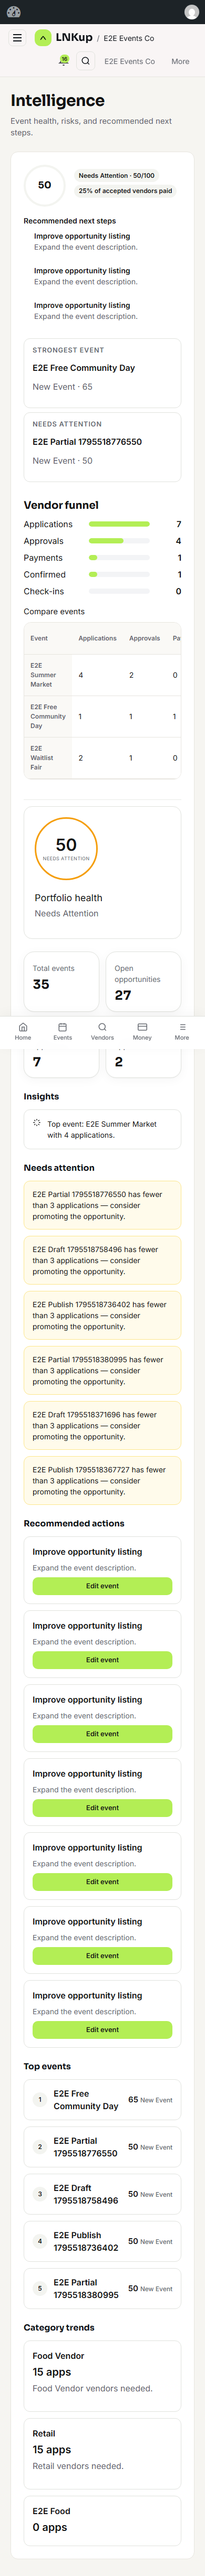 LNKup / E2E Events Co
10
E2E Events Co More
Intelligence
Event health, risks, and recommended next
steps.
50
Needs Attention · 50/100
25% of accepted vendors paid
Recommended next steps
Improve opportunity listing
Expand the event description.
Improve opportunity listing
Expand the event description.
Improve opportunity listing
Expand the event description.
STRONGEST EVENT
E2E Free Community Day
New Event · 65
NEEDS ATTENTION
E2E Partial 1795518776550
New Event · 50
Vendor funnel
Applications 7
Approvals 4
Payments 1
Confirmed 1
Check-ins 0
Compare events
Event Applications Approvals Pa
E2E
Summer
Market
4 2 0
E2E Free
Community
Day
1 1 1
E2E
Waitlist
Fair
2 1 0
50
NEEDS ATTENTION
Portfolio health
Needs Attention
Total events
35
Open
opportunities
27
Home Events Vendors Money More
7
2
Insights
Top event: E2E Summer Market
with 4 applications.
Needs attention
E2E Partial 1795518776550 has fewer
than 3 applications — consider
promoting the opportunity.
E2E Draft 1795518758496 has fewer
than 3 applications — consider
promoting the opportunity.
E2E Publish 1795518736402 has fewer
than 3 applications — consider
promoting the opportunity.
E2E Partial 1795518380995 has fewer
than 3 applications — consider
promoting the opportunity.
E2E Draft 1795518371696 has fewer
than 3 applications — consider
promoting the opportunity.
E2E Publish 1795518367727 has fewer
than 3 applications — consider
promoting the opportunity.
Recommended actions
Improve opportunity listing
Expand the event description.
Edit event
Improve opportunity listing
Expand the event description.
Edit event
Improve opportunity listing
Expand the event description.
Edit event
Improve opportunity listing
Expand the event description.
Edit event
Improve opportunity listing
Expand the event description.
Edit event
Improve opportunity listing
Expand the event description.
Edit event
Improve opportunity listing
Expand the event description.
Edit event
Top events
1 E2E Free
Community Day
65 New Event
2 E2E Partial
1795518776550
50 New Event
3 E2E Draft
1795518758496
50 New Event
4 E2E Publish
1795518736402
50 New Event
5 E2E Partial
1795518380995
50 New Event
Category trends
Food Vendor
15 apps
Food Vendor vendors needed.
Retail
15 apps
Retail vendors needed.
E2E Food
0 apps